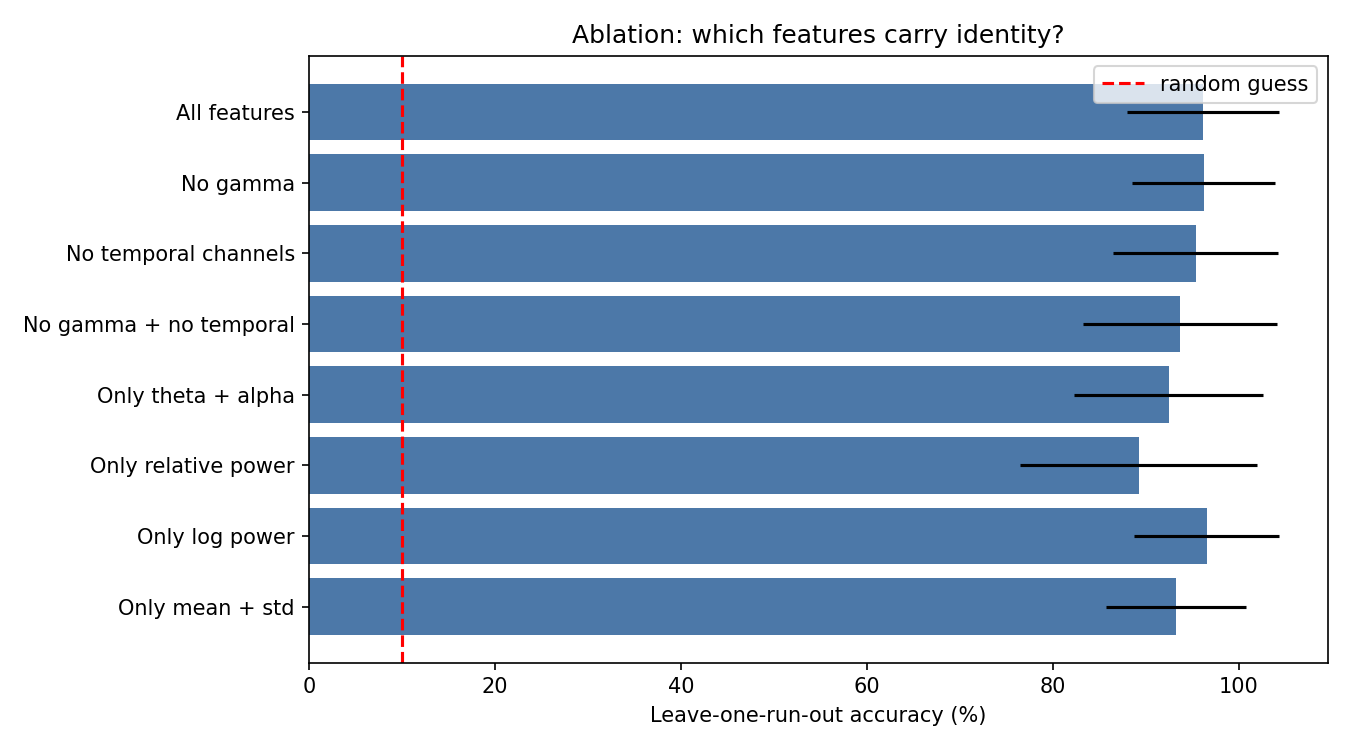 Ablation: which features carry identity?
random guess
All features
No gamma
No temporal channels
No gamma + no temporal
Only theta + alpha
Only relative power
Only log power
Only mean + std
0 20 40 60 80 100
Leave-one-run-out accuracy (%)